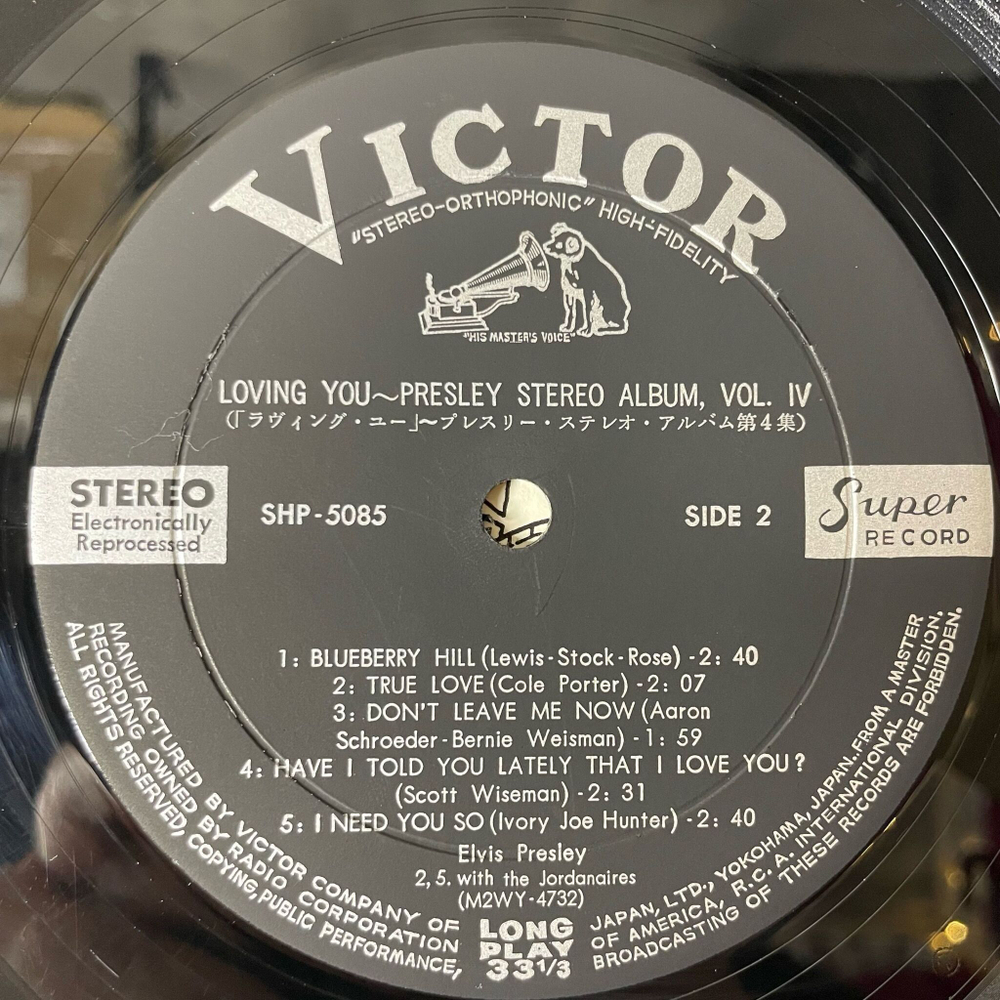 VICTOR
"STEREO-ORTHOPHONIC" HIGH-FIDELITY
"HIS MASTER'S VOICE"
LOVING YOU~PRESLEY STEREO ALBUM, VOL. IV
(「ラヴィング・ユー」~プレスリー・ステレオ・アルバム第4集)
STEREO
Electronically
Reprocessed
SHP-5085
SIDE 2
Super
RECORD
1: BLUEBERRY HILL (Lewis-Stock-Rose) -2: 40
2: TRUE LOVE (Cole Porter) -2: 07
3: DON'T LEAVE ME NOW (Aaron
Schroeder-Bernie Weisman) -1: 59
4: HAVE I TOLD YOU LATELY THAT I LOVE YOU?
(Scott Wiseman) -2: 31
5: I NEED YOU SO (Ivory Joe Hunter) -2: 40
Elvis Presley
2, 5. with the Jordanaires
(M2WY-4732)
LONG
PLAY
33 1/3
MANUFACTURED BY VICTOR COMPANY OF JAPAN, LTD., YOKOHAMA, JAPAN, FROM A MASTER
RECORDING OWNED BY RADIO CORPORATION OF AMERICA, R.C.A. INTERNATIONAL DIVISION.
ALL RIGHTS RESERVED, COPYING, PUBLIC PERFORMANCE, BROADCASTING OF THESE RECORDS ARE FORBIDDEN.